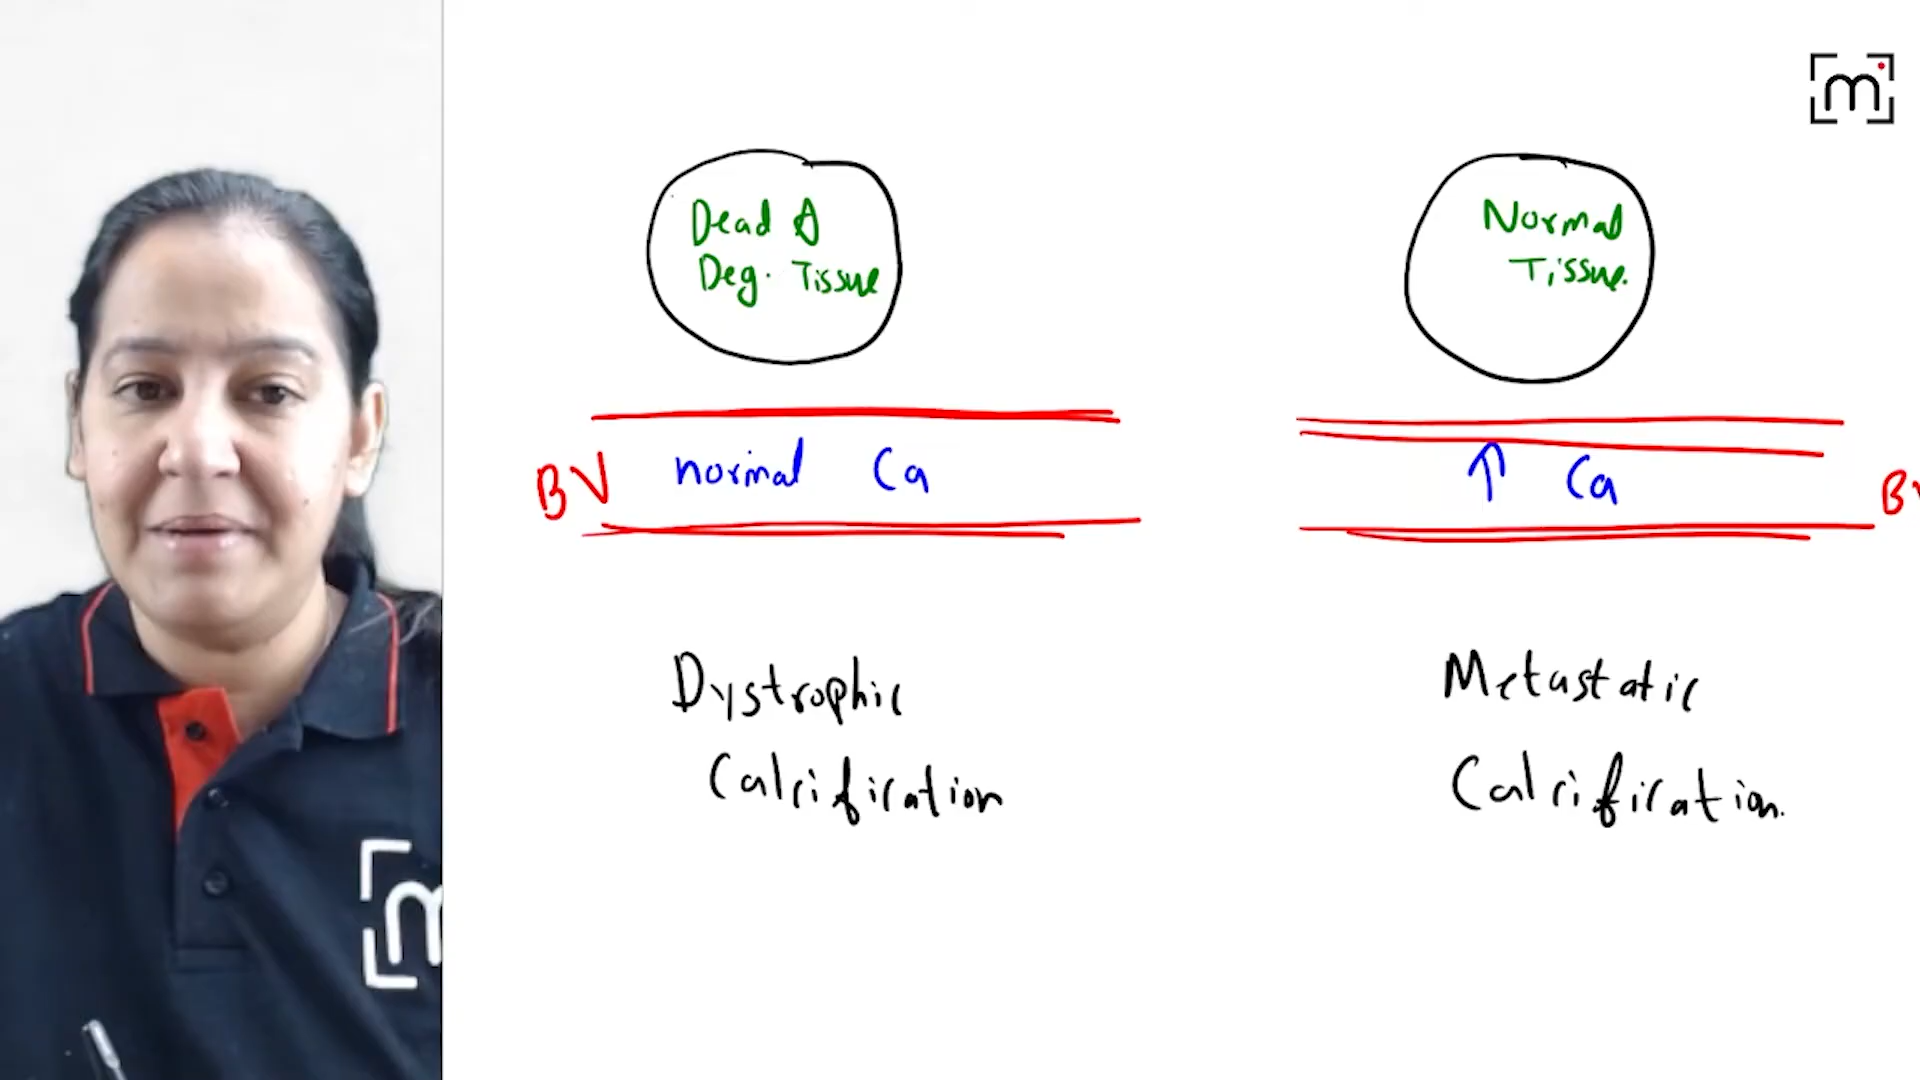 Dead &
Deg. Tissue
BV normal Ca
Dystrophic
Calcification
Normal
Tissue.
↑ Ca
Metastatic
Calcification.
m
m